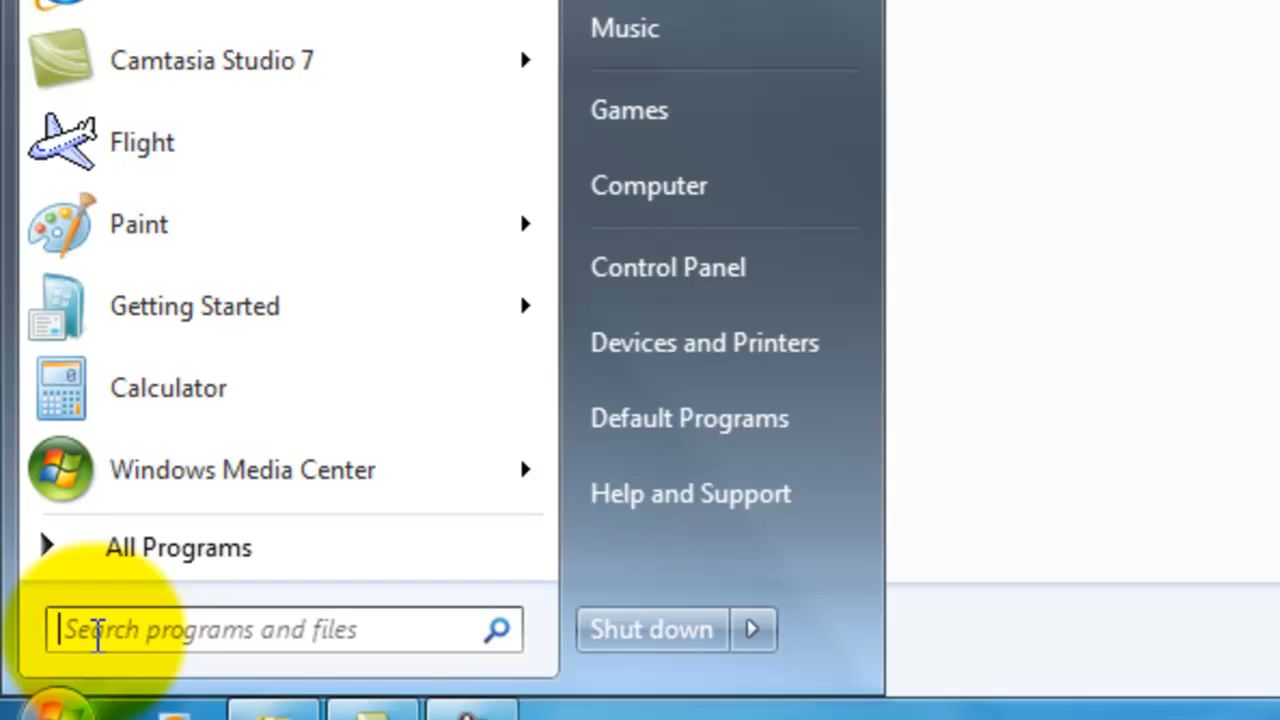 Camtasia Studio 7
Flight
Paint
Getting Started
Calculator
Windows Media Center
All Programs
Search programs and files
Music
Games
Computer
Control Panel
Devices and Printers
Default Programs
Help and Support
Shut down